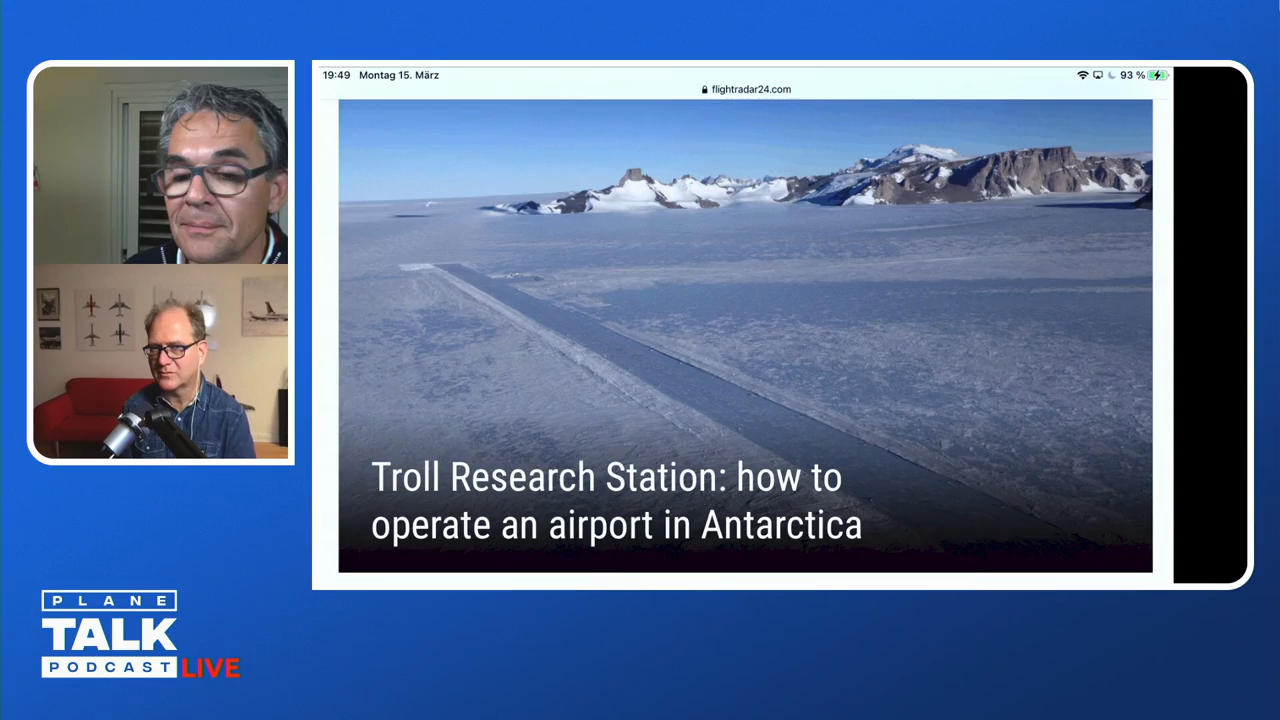 19:49 Montag 15. März
93 %
flightradar24.com
Troll Research Station: how to
operate an airport in Antarctica
PLANE
TALK
PODCAST LIVE